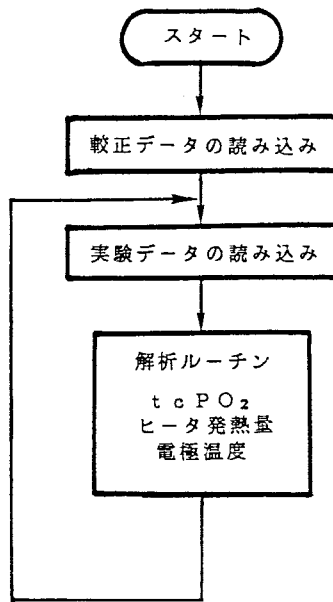 スタート
較正データの読み込み
実験データの読み込み
解析ルーチン
tcPO₂
ヒータ発熱量
電極温度